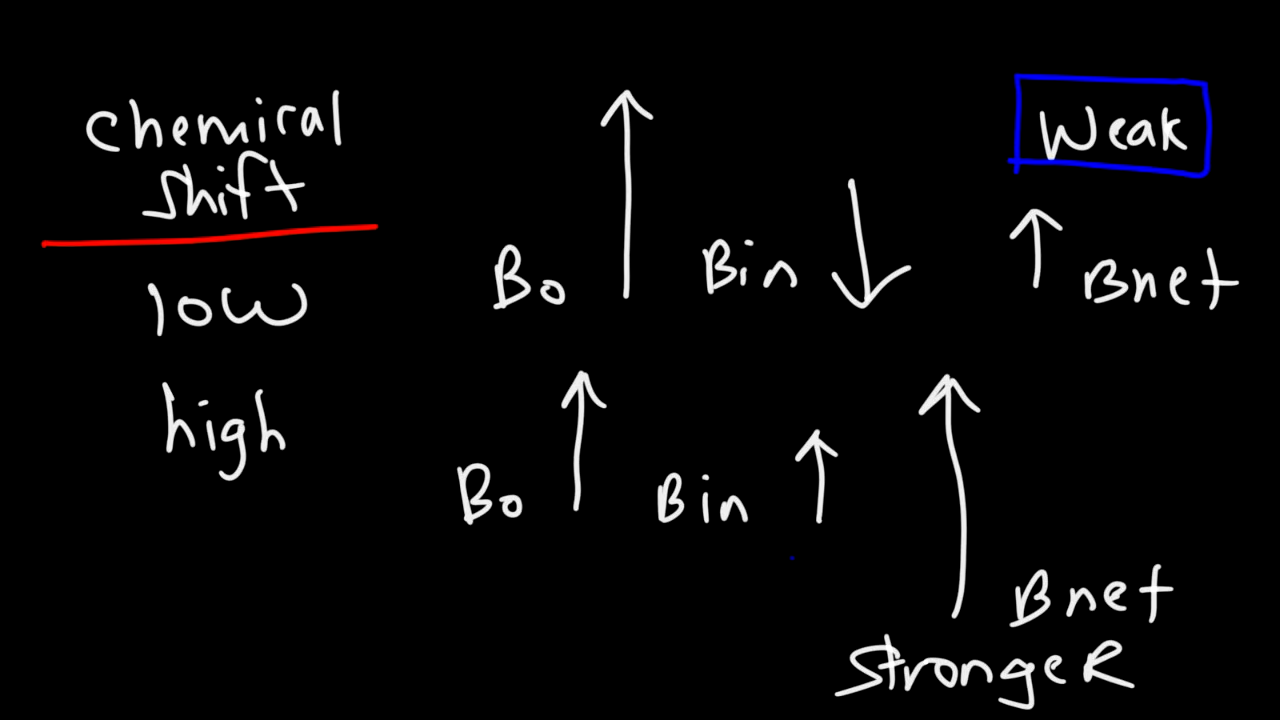 chemical
shift
low
high
Bo
Bin
Weak
Bnet
Bo
Bin
Bnet
Stronger